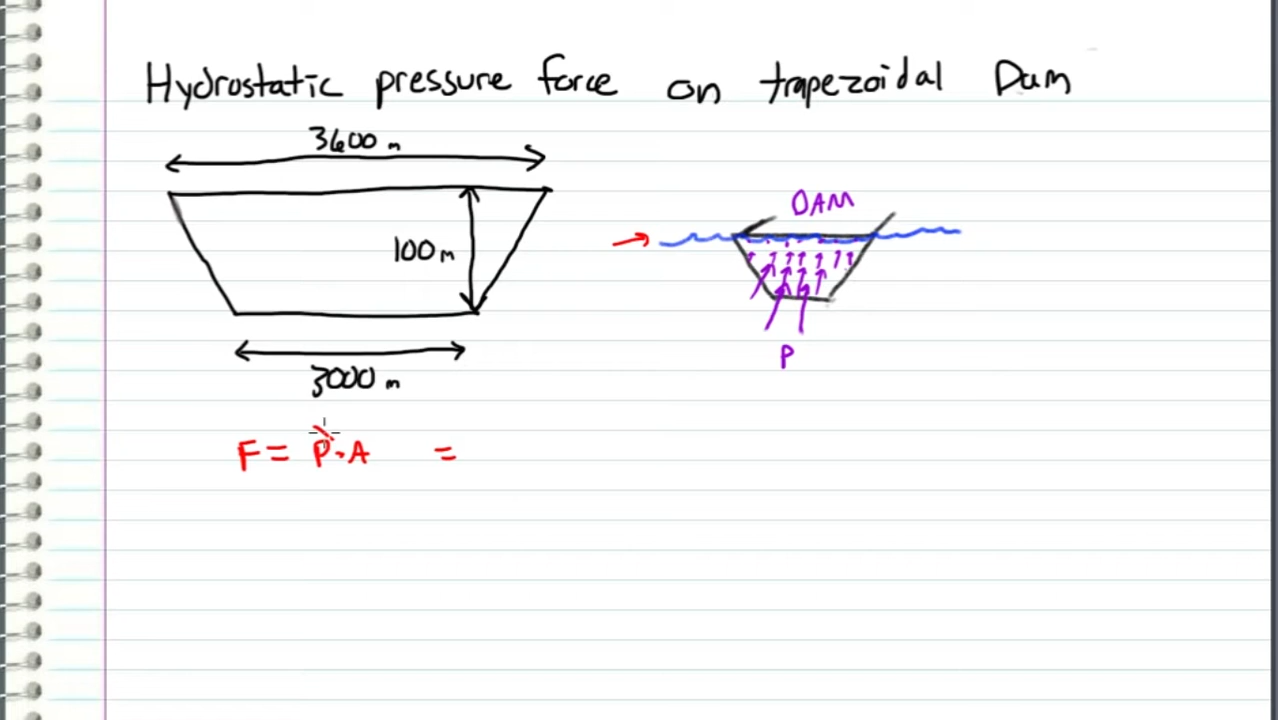 Hydrostatic pressure force on trapezoidal Dam
3600 m
DAM
100 m
P
3000 m
F = P·A =